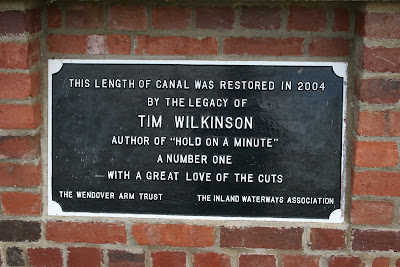 THIS LENGTH OF CANAL WAS RESTORED IN 2004
BY THE LEGACY OF
TIM WILKINSON
AUTHOR OF "HOLD ON A MINUTE"
A NUMBER ONE
WITH A GREAT LOVE OF THE CUTS
THE WENDOVER ARM TRUST THE INLAND WATERWAYS ASSOCIATION